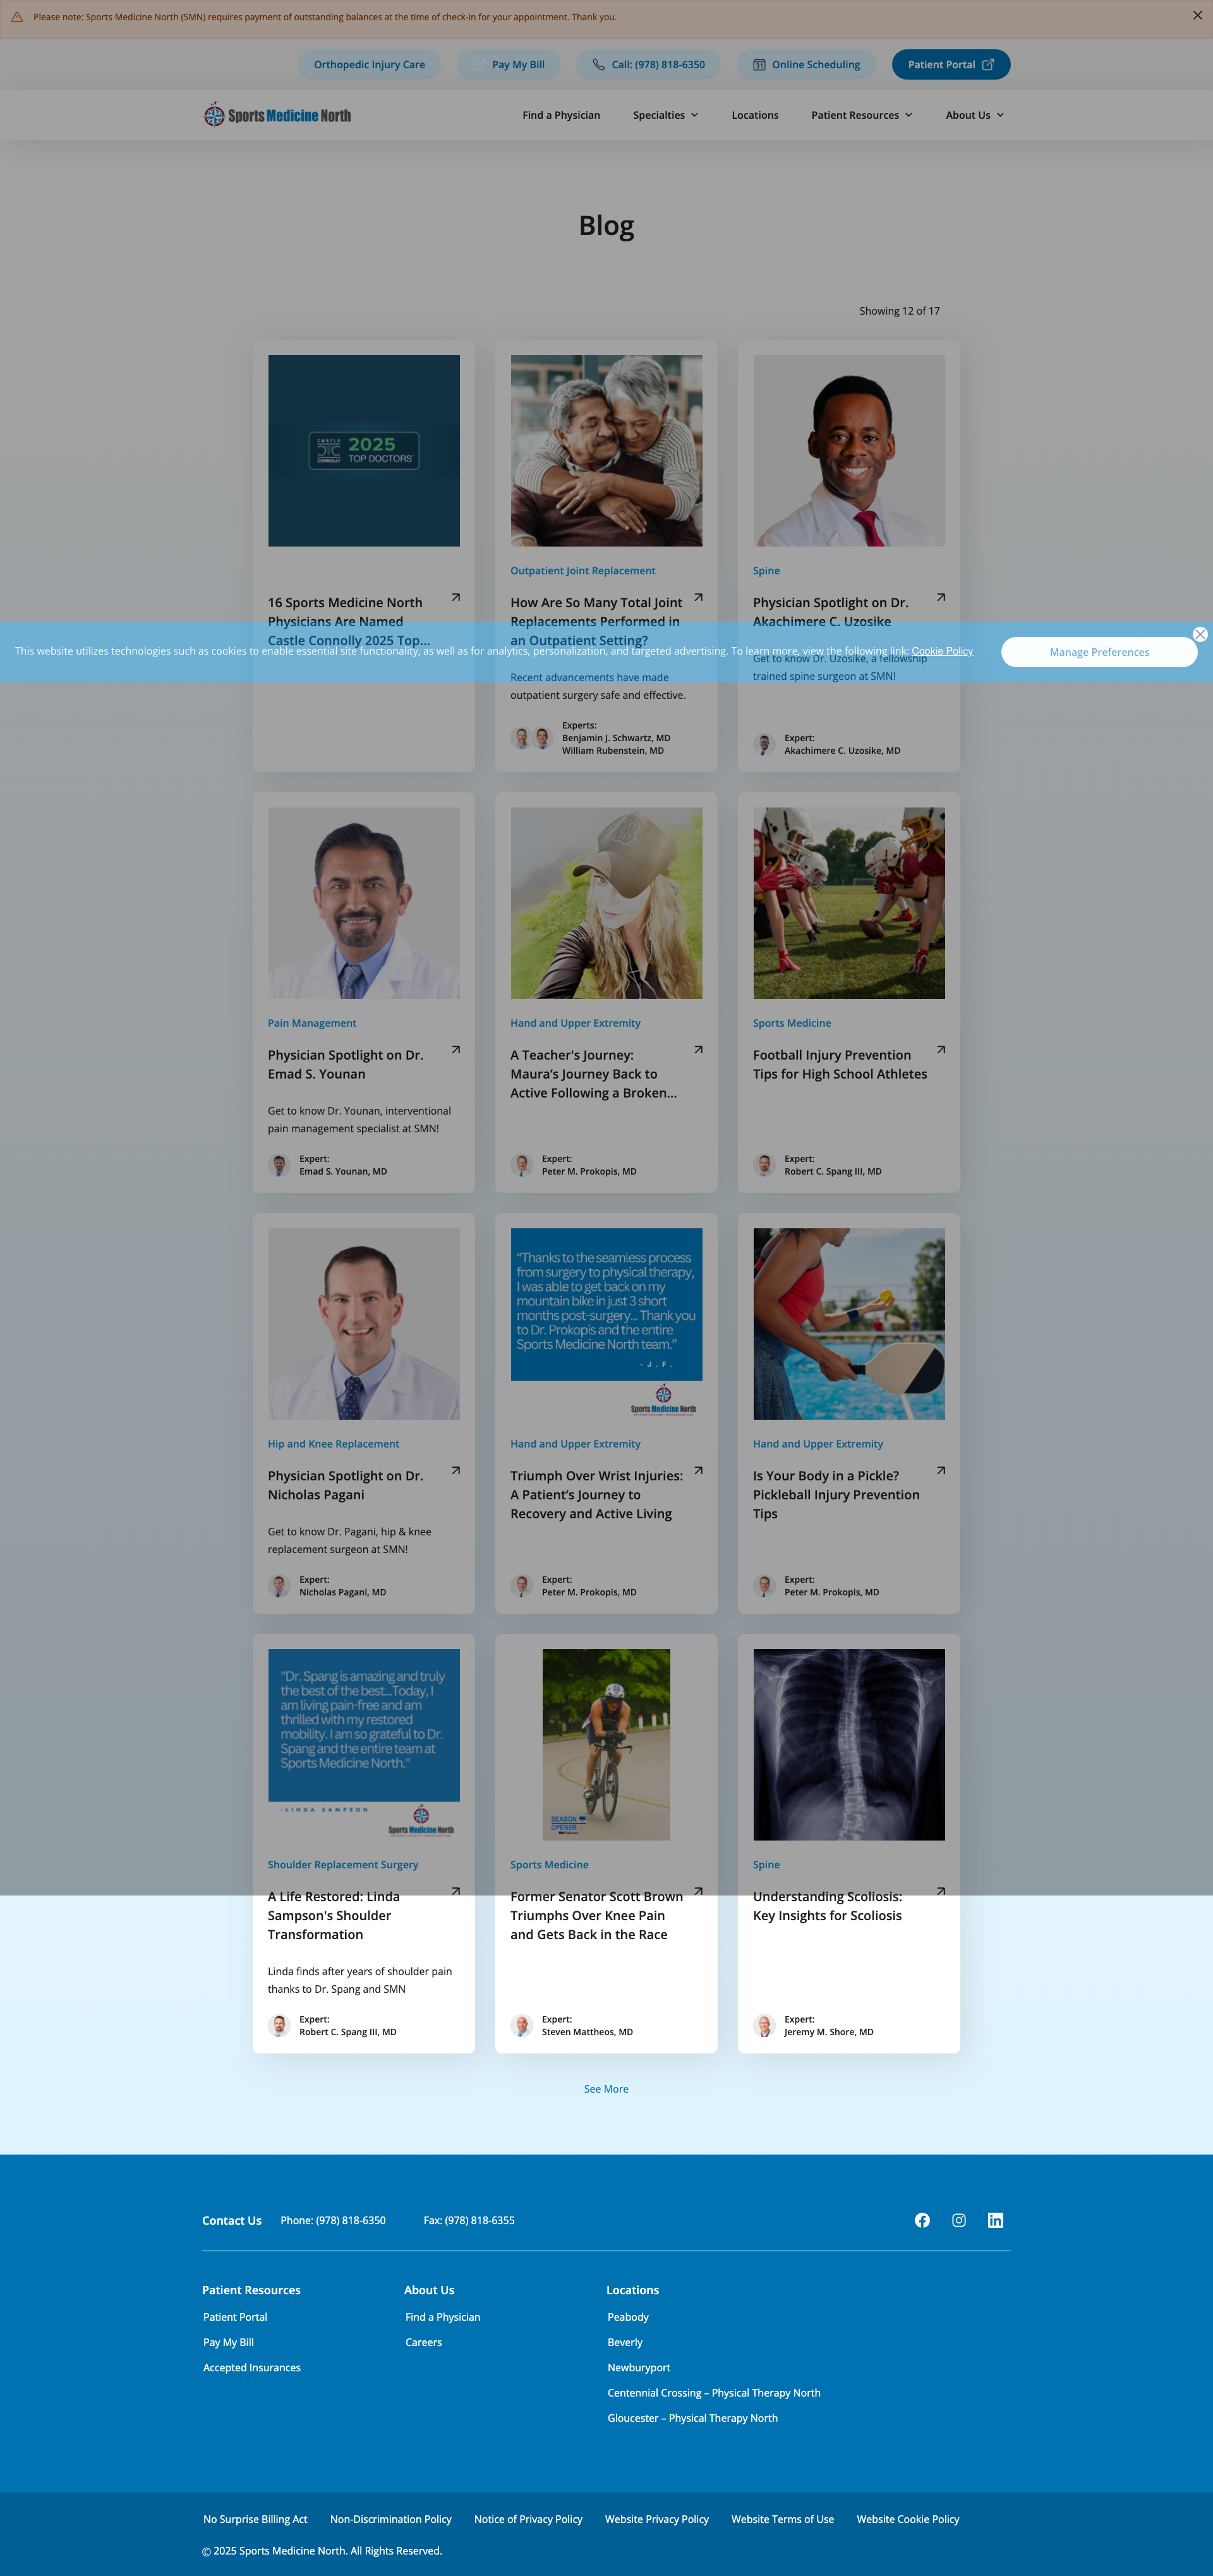 Please note: Sports Medicine North (SMN) requires payment of outstanding balances at the time of check-in for your appointment. Thank you.
Orthopedic Injury Care
Pay My Bill
Call: (978) 818-6350
Online Scheduling
Patient Portal
Sports Medicine North
Find a Physician
Specialties
Locations
Patient Resources
About Us
Blog
Showing 12 of 17
CASTLE CONNOLLY
2025
TOP DOCTORS
16 Sports Medicine North
Physicians Are Named
Castle Connolly 2025 Top...
Outpatient Joint Replacement
How Are So Many Total Joint
Replacements Performed in
an Outpatient Setting?
Recent advancements have made
outpatient surgery safe and effective.
Experts:
Benjamin J. Schwartz, MD
William Rubenstein, MD
Spine
Physician Spotlight on Dr.
Akachimere C. Uzosike
Get to know Dr. Uzosike, a fellowship
trained spine surgeon at SMN!
Expert:
Akachimere C. Uzosike, MD
This website utilizes technologies such as cookies to enable essential site functionality, as well as for analytics, personalization, and targeted advertising. To learn more, view the following link: Cookie Policy
Manage Preferences
Pain Management
Physician Spotlight on Dr.
Emad S. Younan
Get to know Dr. Younan, interventional
pain management specialist at SMN!
Expert:
Emad S. Younan, MD
Hand and Upper Extremity
A Teacher's Journey:
Maura’s Journey Back to
Active Following a Broken...
Expert:
Peter M. Prokopis, MD
Sports Medicine
Football Injury Prevention
Tips for High School Athletes
Expert:
Robert C. Spang III, MD
Hip and Knee Replacement
Physician Spotlight on Dr.
Nicholas Pagani
Get to know Dr. Pagani, hip & knee
replacement surgeon at SMN!
Expert:
Nicholas Pagani, MD
“Thanks to the seamless process
from surgery to physical therapy,
I was able to get back on my
mountain bike in just 3 short
months post-surgery... Thank you
to Dr. Prokopis and the entire
Sports Medicine North team.”
- J. F.
Sports Medicine North
Hand and Upper Extremity
Triumph Over Wrist Injuries:
A Patient’s Journey to
Recovery and Active Living
Expert:
Peter M. Prokopis, MD
Hand and Upper Extremity
Is Your Body in a Pickle?
Pickleball Injury Prevention
Tips
Expert:
Peter M. Prokopis, MD
"Dr. Spang is amazing and truly
the best of the best...Today, I
am living pain-free and am
thrilled with my restored
mobility. I am so grateful to Dr.
Spang and the entire team at
Sports Medicine North."
-LINDA SAMPSON
Sports Medicine North
Shoulder Replacement Surgery
A Life Restored: Linda
Sampson's Shoulder
Transformation
Linda finds after years of shoulder pain
thanks to Dr. Spang and SMN
Expert:
Robert C. Spang III, MD
SEASON
OPENER
Sports Medicine
Former Senator Scott Brown
Triumphs Over Knee Pain
and Gets Back in the Race
Expert:
Steven Mattheos, MD
Spine
Understanding Scoliosis:
Key Insights for Scoliosis
Expert:
Jeremy M. Shore, MD
See More
Contact Us
Phone: (978) 818-6350
Fax: (978) 818-6355
Patient Resources
Patient Portal
Pay My Bill
Accepted Insurances
About Us
Find a Physician
Careers
Locations
Peabody
Beverly
Newburyport
Centennial Crossing – Physical Therapy North
Gloucester – Physical Therapy North
No Surprise Billing Act
Non-Discrimination Policy
Notice of Privacy Policy
Website Privacy Policy
Website Terms of Use
Website Cookie Policy
© 2025 Sports Medicine North. All Rights Reserved.